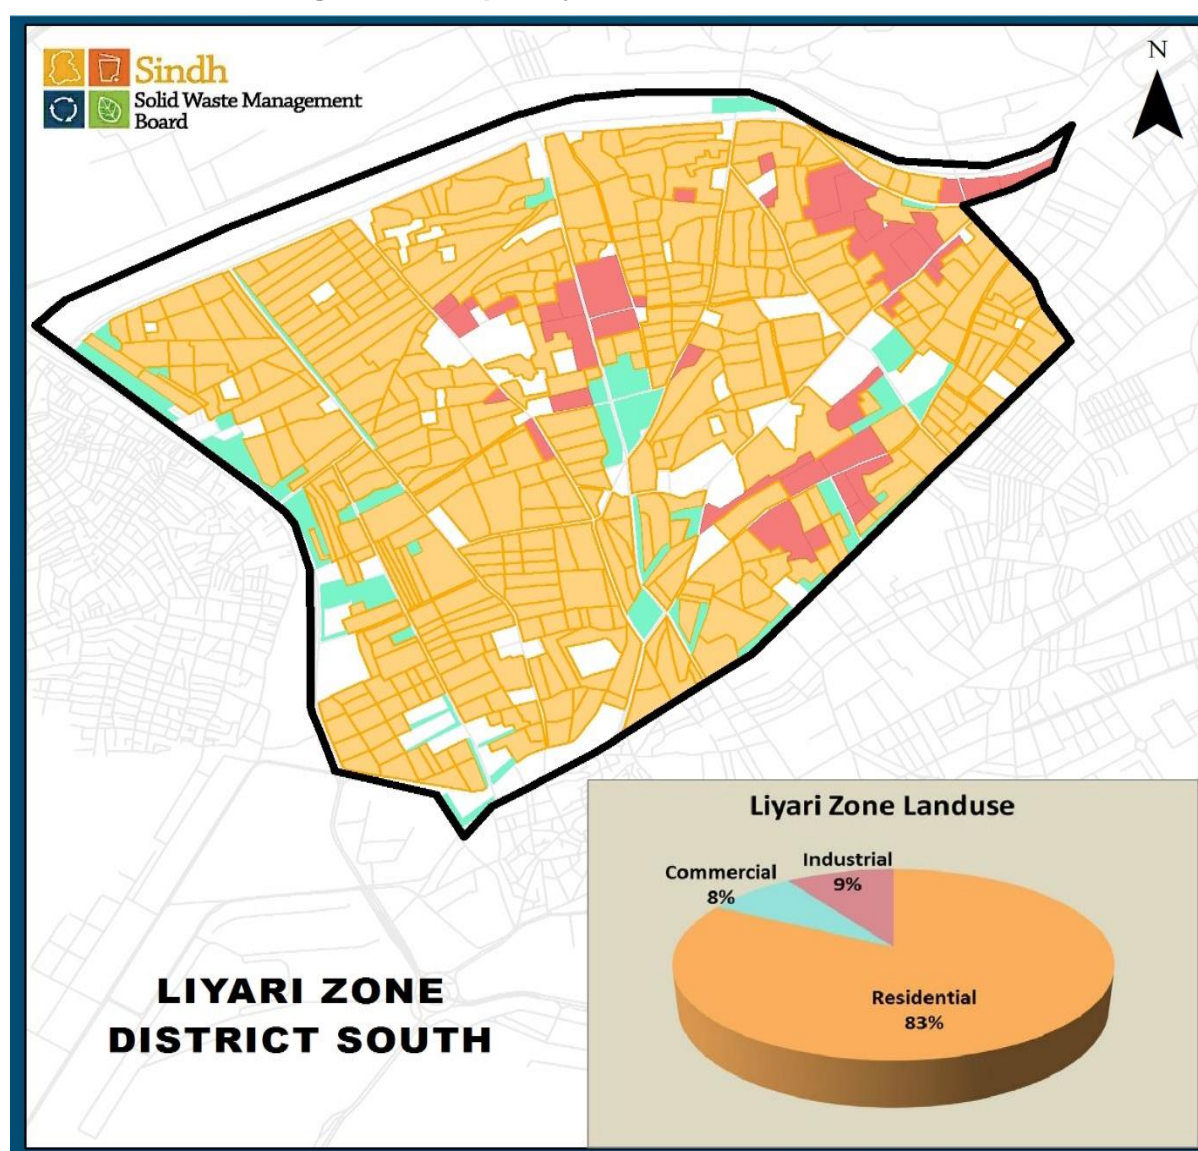 Sindh
Solid Waste Management
Board
N
LIYARI ZONE
DISTRICT SOUTH
Liyari Zone Landuse
Commercial
8%
Industrial
9%
Residential
83%